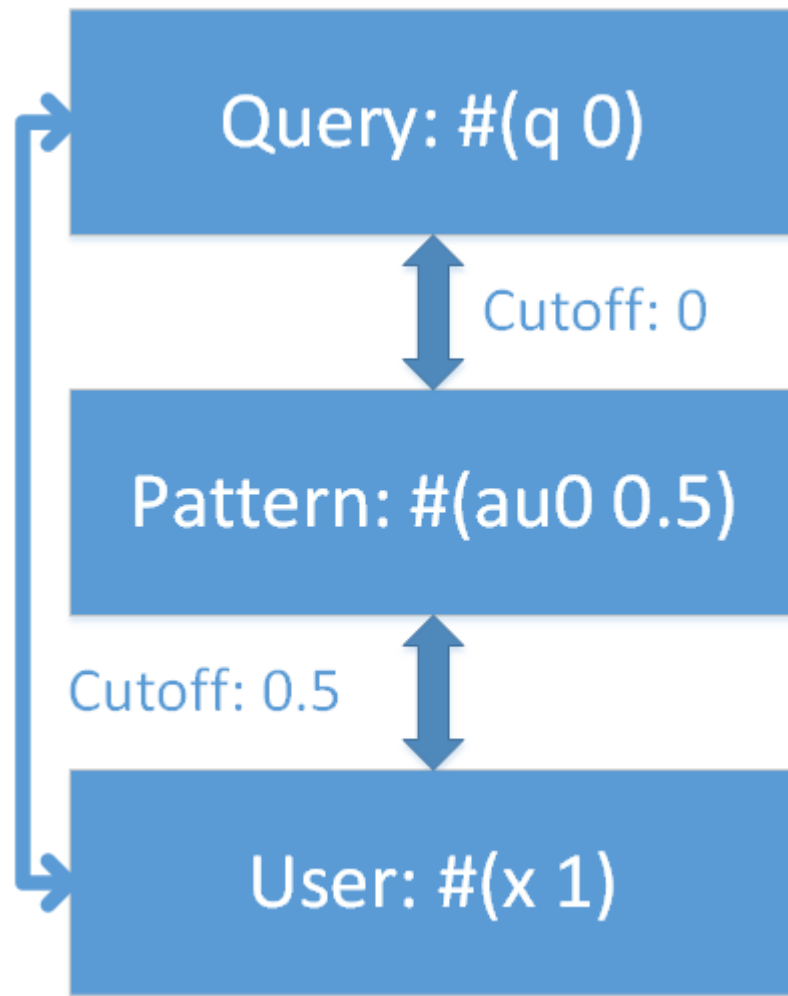 Query: #(q 0)
Cutoff: 0
Pattern: #(au0 0.5)
Cutoff: 0.5
User: #(x 1)